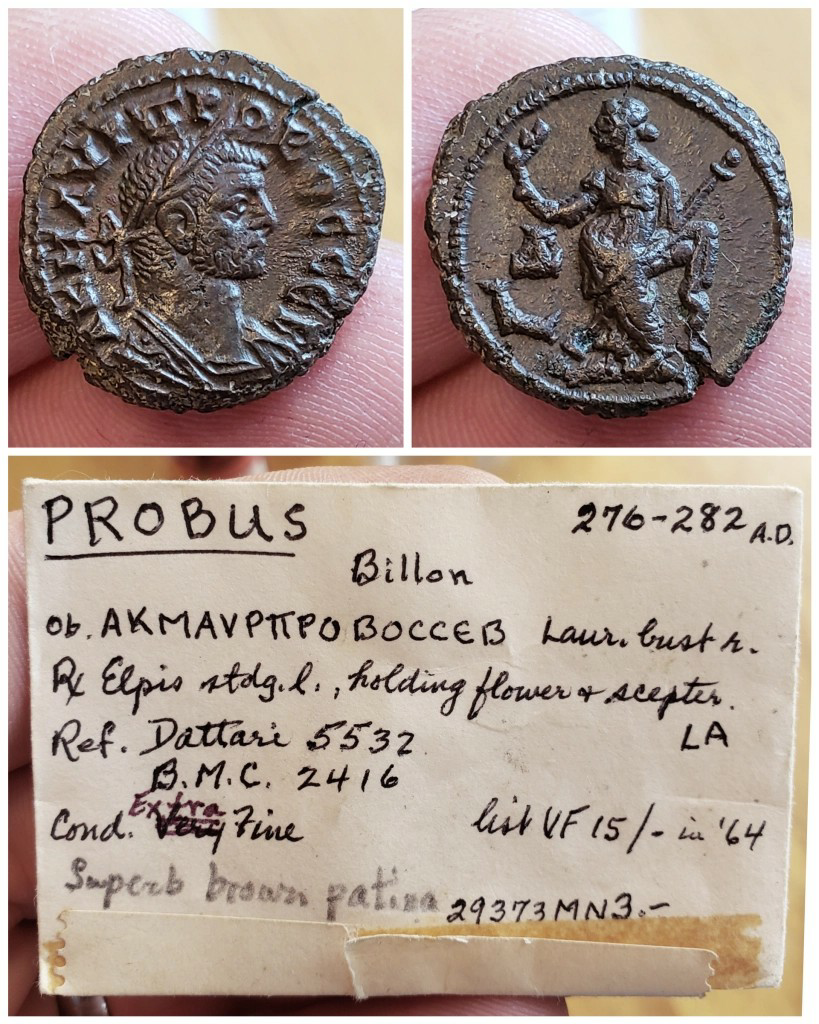 PROBUS
276-282 A.D.
Billon
Ob. AKMAVPΠPOBOCCEB Laur. bust r.
Rx Elpis stdg. l., holding flower & scepter.
Ref. Dattari 5532 LA
B.M.C. 2416
Extra
Cond. Very Fine list VF 15/- in '64
Superb brown patina 29373MN3.-